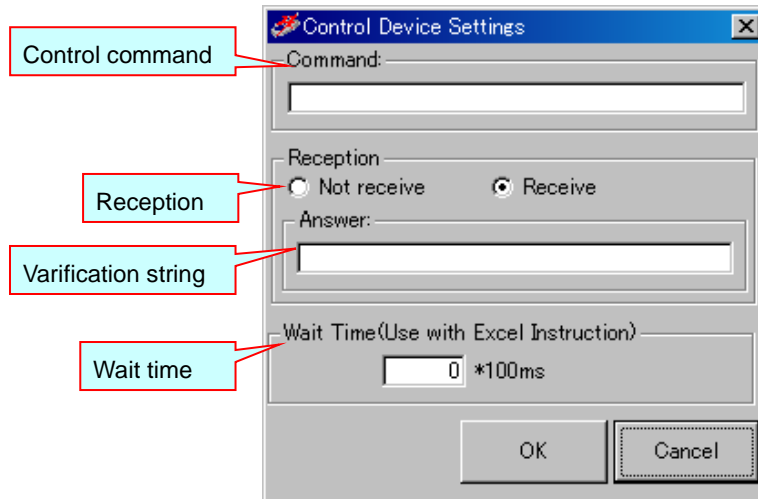 Control Device Settings
Control command
Command:
Reception
Not receive
Receive
Reception
Answer:
Varification string
Wait Time(Use with Excel Instruction)
Wait time
0 *100ms
OK
Cancel